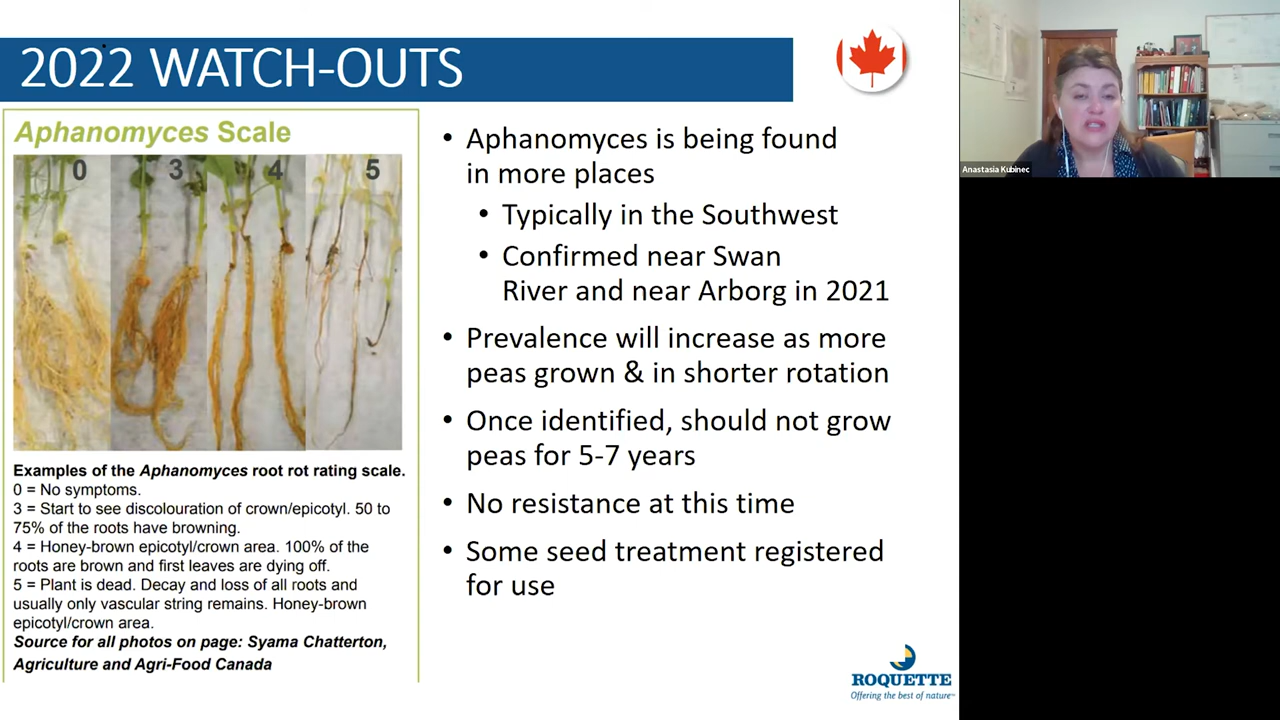 2022 WATCH-OUTS
Aphanomyces Scale
0 3 4 5
Examples of the Aphanomyces root rot rating scale.
0 = No symptoms.
3 = Start to see discolouration of crown/epicotyl. 50 to
75% of the roots have browning.
4 = Honey-brown epicotyl/crown area. 100% of the
roots are brown and first leaves are dying off.
5 = Plant is dead. Decay and loss of all roots and
usually only vascular string remains. Honey-brown
epicotyl/crown area.
Source for all photos on page: Syama Chatterton,
Agriculture and Agri-Food Canada
• Aphanomyces is being found
in more places
• Typically in the Southwest
• Confirmed near Swan
River and near Arborg in 2021
• Prevalence will increase as more
peas grown & in shorter rotation
• Once identified, should not grow
peas for 5-7 years
• No resistance at this time
• Some seed treatment registered
for use
ROQUETTE
Offering the best of nature™
Anastasia Kubinec